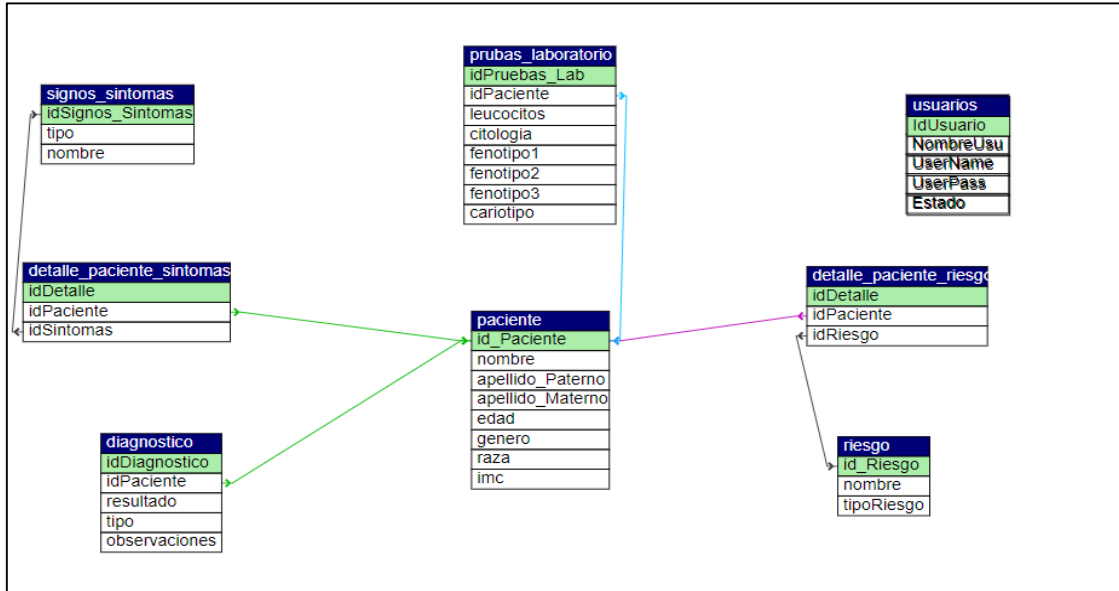 prubas_laboratorio
idPruebas_Lab
idPaciente
leucocitos
citologia
fenotipo1
fenotipo2
fenotipo3
cariotipo
signos_sintomas
idSignos_Sintomas
tipo
nombre
usuarios
IdUsuario
NombreUsu
UserName
UserPass
Estado
detalle_paciente_sintomas
idDetalle
idPaciente
idSintomas
paciente
id_Paciente
nombre
apellido_Paterno
apellido_Materno
edad
genero
raza
imc
detalle_paciente_riesgo
idDetalle
idPaciente
idRiesgo
diagnostico
idDiagnostico
idPaciente
resultado
tipo
observaciones
riesgo
id_Riesgo
nombre
tipoRiesgo